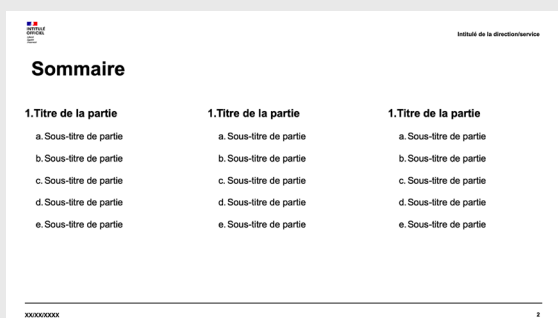 INTITULÉ
OFFICIEL
Intitulé de la direction/service
Sommaire
1.Titre de la partie
a. Sous-titre de partie
b. Sous-titre de partie
c. Sous-titre de partie
d. Sous-titre de partie
e. Sous-titre de partie
1.Titre de la partie
a. Sous-titre de partie
b. Sous-titre de partie
c. Sous-titre de partie
d. Sous-titre de partie
e. Sous-titre de partie
1.Titre de la partie
a. Sous-titre de partie
b. Sous-titre de partie
c. Sous-titre de partie
d. Sous-titre de partie
e. Sous-titre de partie
XX/XX/XXXX
2